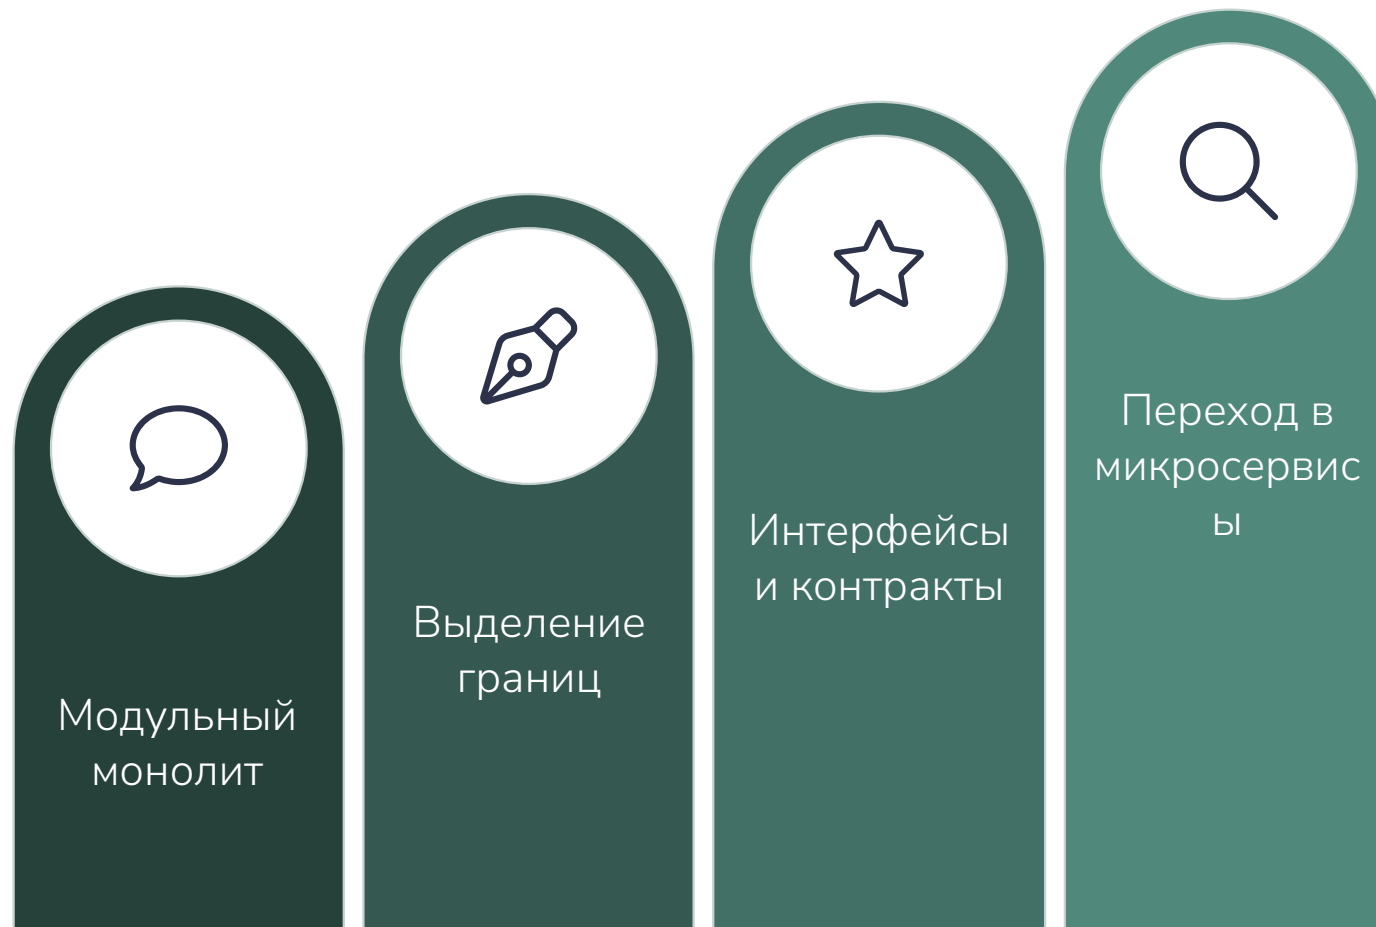 Модульный
монолит
Выделение
границ
Интерфейсы
и контракты
Переход в
микросервис
ы